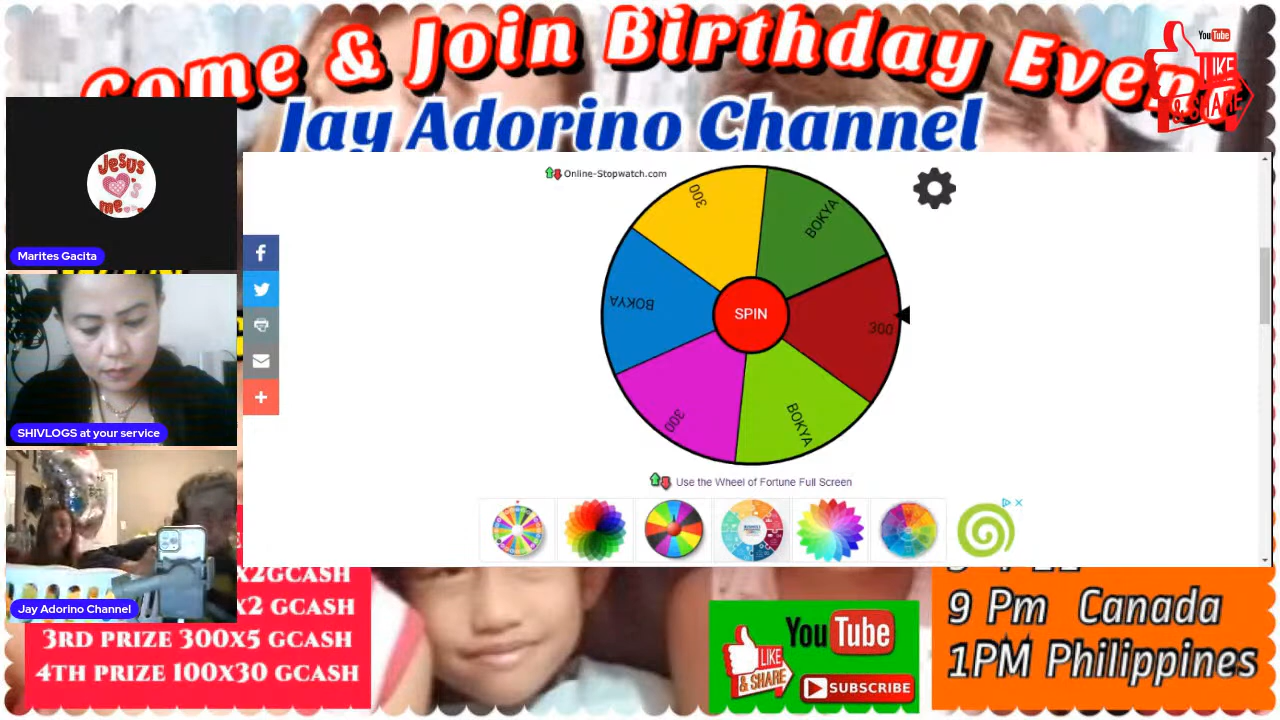 Come & Join Birthday Even
Jay Adorino Channel
YouTube
LIKE
& SHARE
Jesus
me
Marites Gacita
SHIVLOGS at your service
Jay Adorino Channel
Online-Stopwatch.com
300
BOKYA
BOKYA
300
300
BOKYA
SPIN
Use the Wheel of Fortune Full Screen
X2GCASH
X2 GCASH
3RD PRIZE 300X5 GCASH
4TH PRIZE 100X30 GCASH
YouTube
LIKE
& SHARE
SUBSCRIBE
9 Pm Canada
1PM Philippines